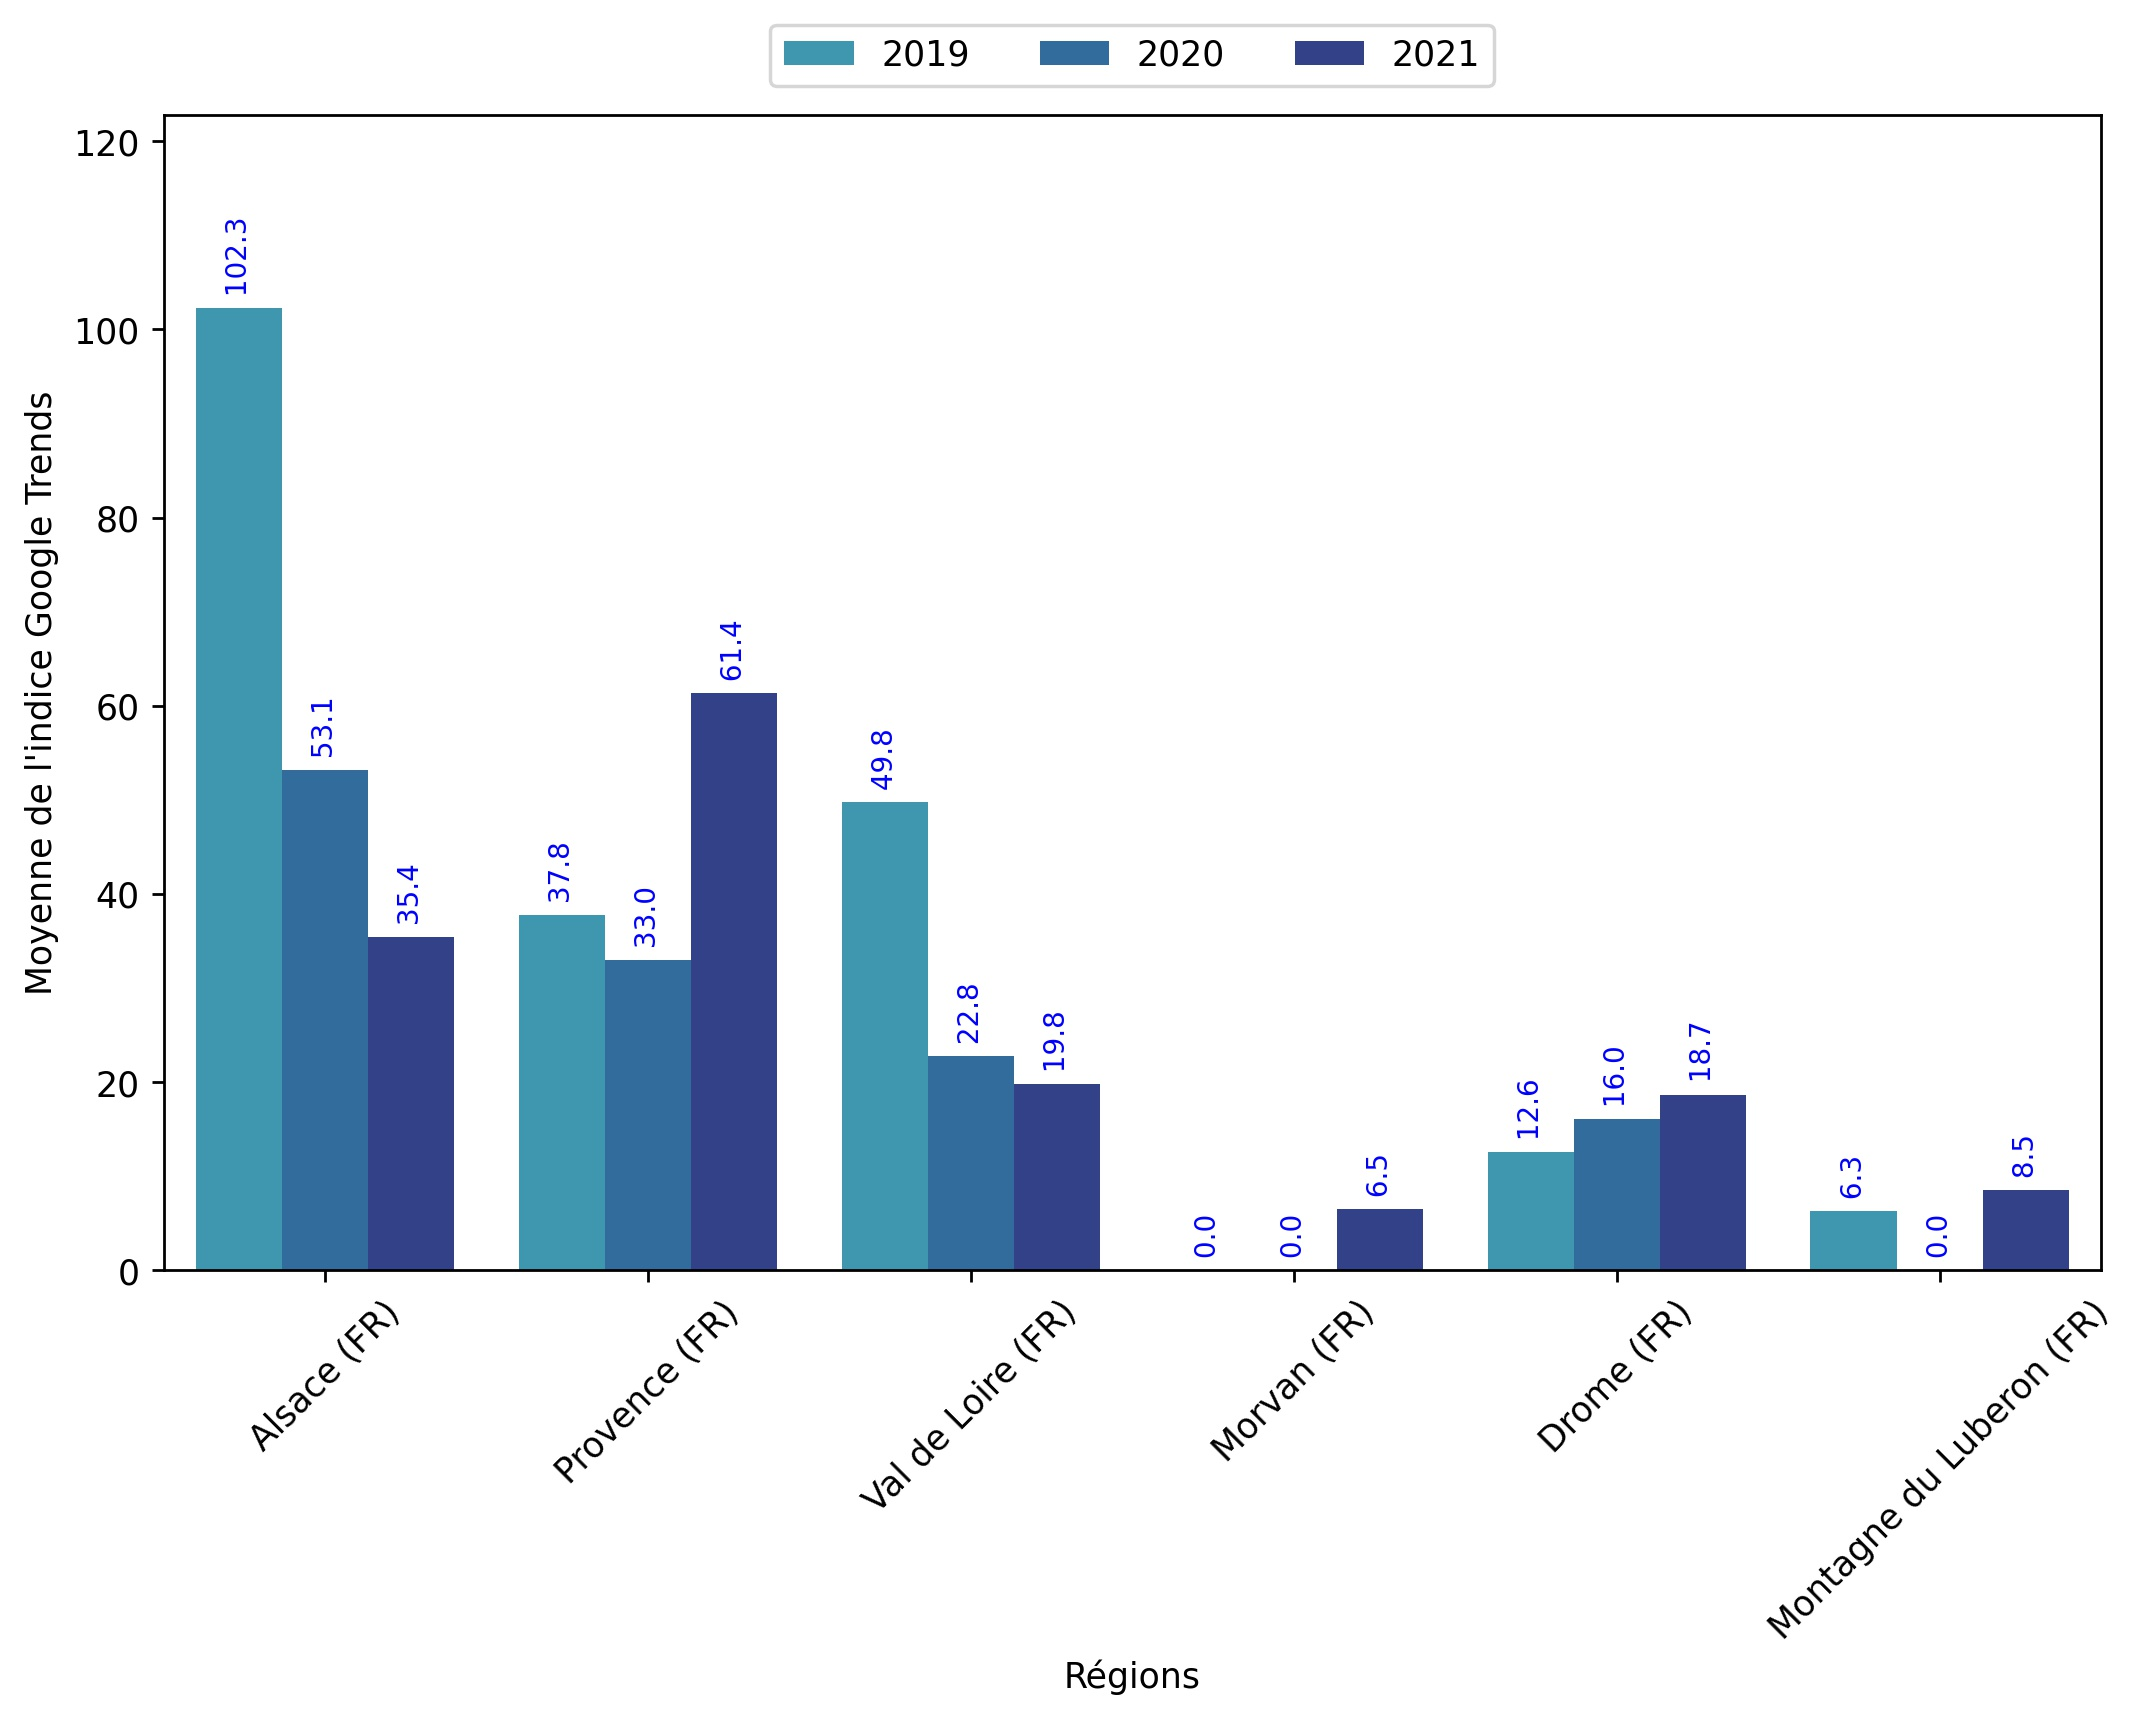 2019 2020 2021
Moyenne de l'indice Google Trends
120
100
80
60
40
20
0
102.3 53.1 35.4
37.8 33.0 61.4
49.8 22.8 19.8
0.0 0.0 6.5
12.6 16.0 18.7
6.3 0.0 8.5
Alsace (FR)
Provence (FR)
Val de Loire (FR)
Morvan (FR)
Drome (FR)
Montagne du Luberon (FR)
Régions